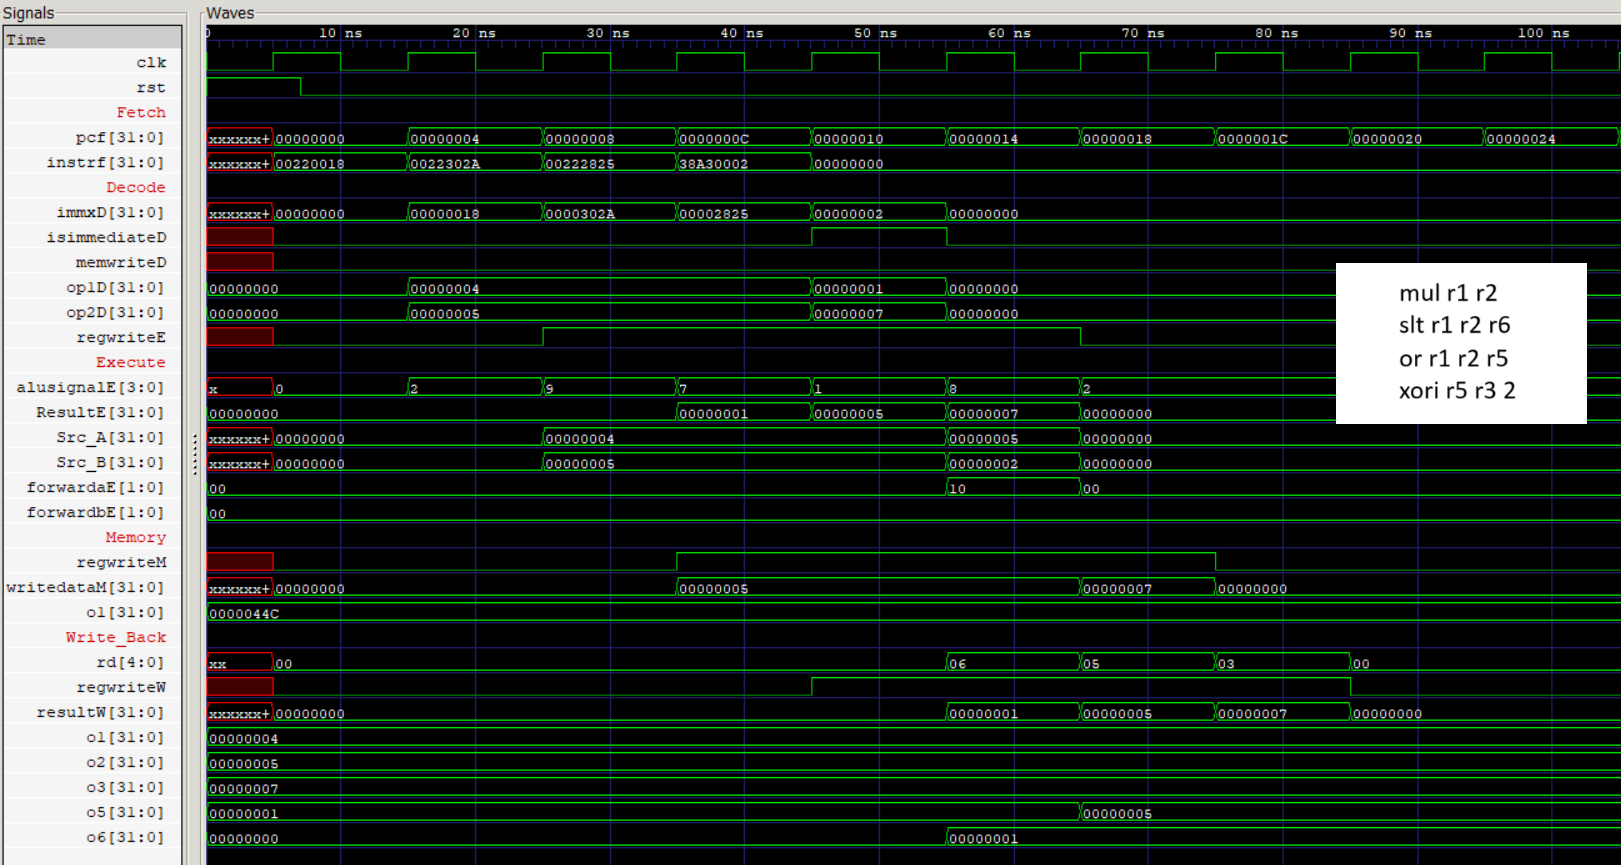 Signals Waves
Time 0 10 ns 20 ns 30 ns 40 ns 50 ns 60 ns 70 ns 80 ns 90 ns 100 ns
clk
rst
Fetch
pcf[31:0] xxxxxx+ 00000000 00000004 00000008 0000000C 00000010 00000014 00000018 0000001C 00000020 00000024
instrf[31:0] xxxxxx+ 00220018 0022302A 00222825 38A30002 00000000
Decode
immxD[31:0] xxxxxx+ 00000000 00000018 0000302A 00002825 00000002 00000000
isimmediateD
memwriteD
op1D[31:0] 00000000 00000004 00000001 00000000
op2D[31:0] 00000000 00000005 00000007 00000000
regwriteE
Execute
alusignalE[3:0] x 0 2 9 7 1 8 2
ResultE[31:0] 00000000 00000001 00000005 00000007 00000000
Src_A[31:0] xxxxxx+ 00000000 00000004 00000005 00000000
Src_B[31:0] xxxxxx+ 00000000 00000005 00000002 00000000
forwardaE[1:0] 00 10 00
forwardbE[1:0] 00
Memory
regwriteM
writedataM[31:0] xxxxxx+ 00000000 00000005 00000007 00000000
o1[31:0] 0000044C
Write_Back
rd[4:0] xx 00 06 05 03 00
regwriteW
resultW[31:0] xxxxxx+ 00000000 00000001 00000005 00000007 00000000
o1[31:0] 00000004
o2[31:0] 00000005
o3[31:0] 00000007
o5[31:0] 00000001 00000005
o6[31:0] 00000000 00000001
mul r1 r2
slt r1 r2 r6
or r1 r2 r5
xori r5 r3 2